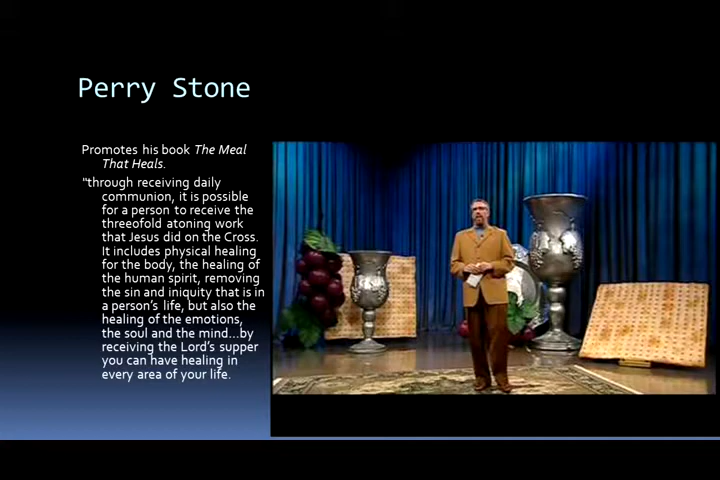 Perry Stone
Promotes his book The Meal
That Heals.
"through receiving daily
communion, it is possible
for a person to receive the
threeofold atoning work
that Jesus did on the Cross.
It includes physical healing
for the body, the healing of
the human spirit, removing
the sin and iniquity that is in
a person's life, but also the
healing of the emotions,
the soul and the mind...by
receiving the Lord's supper
you can have healing in
every area of your life.